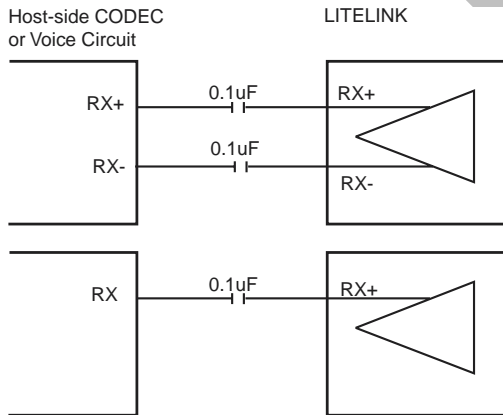 Host-side CODEC
or Voice Circuit
LITELINK
RX+
0.1uF
RX+
RX-
0.1uF
RX-
RX
0.1uF
RX+